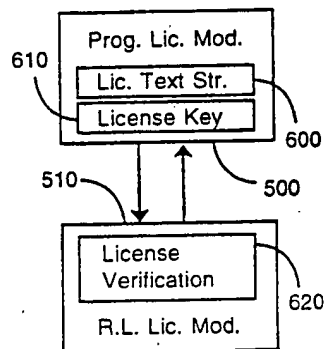 Prog. Lic. Mod.
610
Lic. Text Str.
License Key
600
510
500
License
Verification
620
R.L. Lic. Mod.